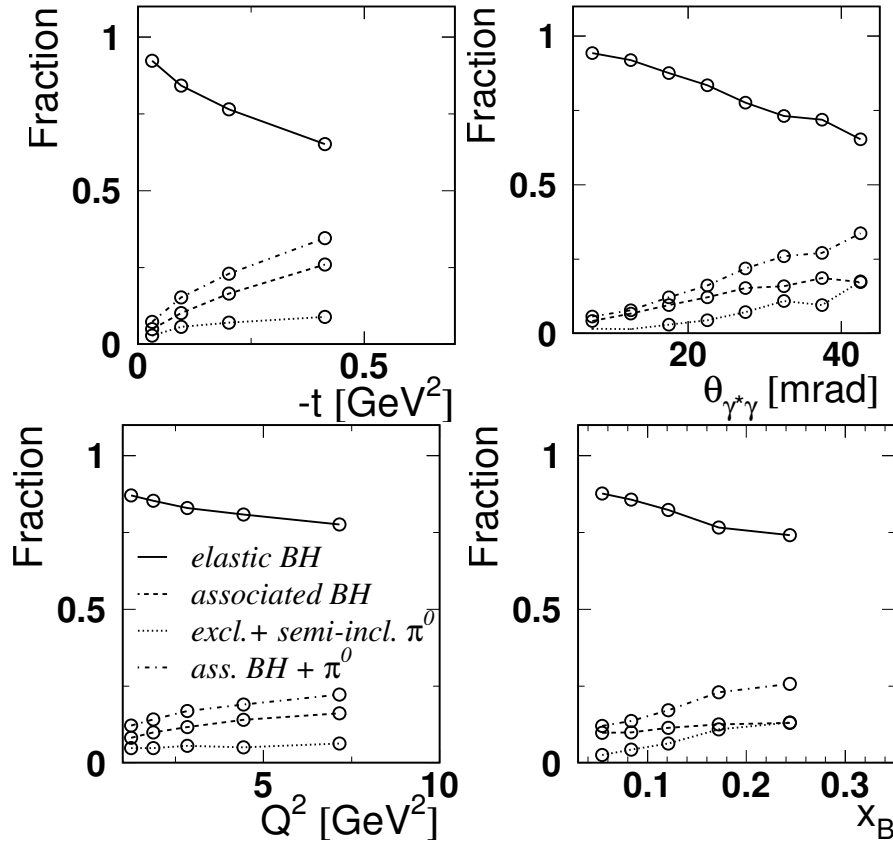 Fraction
1
0.5
0
0
0.5
-t [GeV²]
Fraction
1
0.5
0
20
40
θγ*γ [mrad]
Fraction
1
0.5
0
elastic BH
associated BH
excl.+ semi-incl. π⁰
ass. BH + π⁰
5
10
Q² [GeV²]
Fraction
1
0.5
0
0.1
0.2
0.3
xB